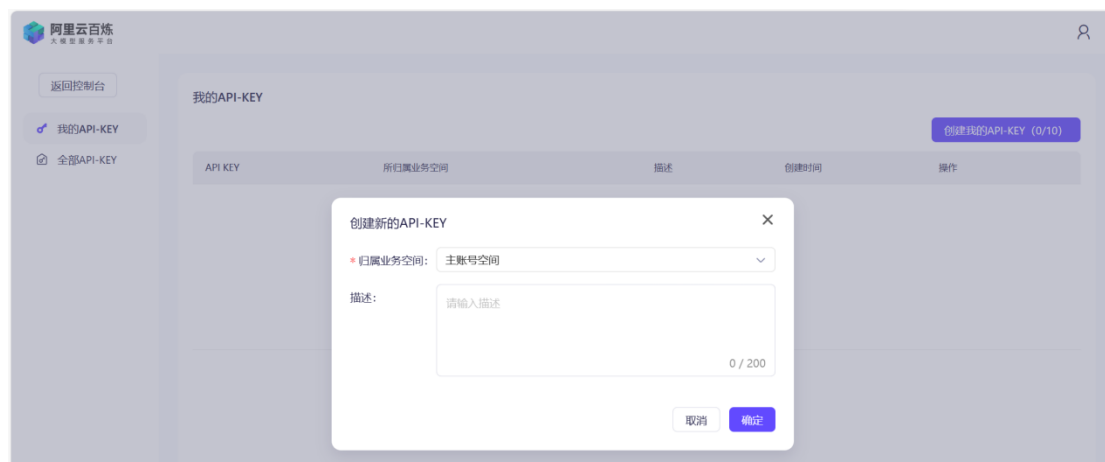 阿里云百炼
大模型服务平台
返回控制台
我的API-KEY
全部API-KEY
我的API-KEY
创建我的API-KEY（0/10）
API KEY 所归属业务空间 描述 创建时间 操作
创建新的API-KEY
* 归属业务空间： 主账号空间
描述： 请输入描述
0 / 200
取消 确定